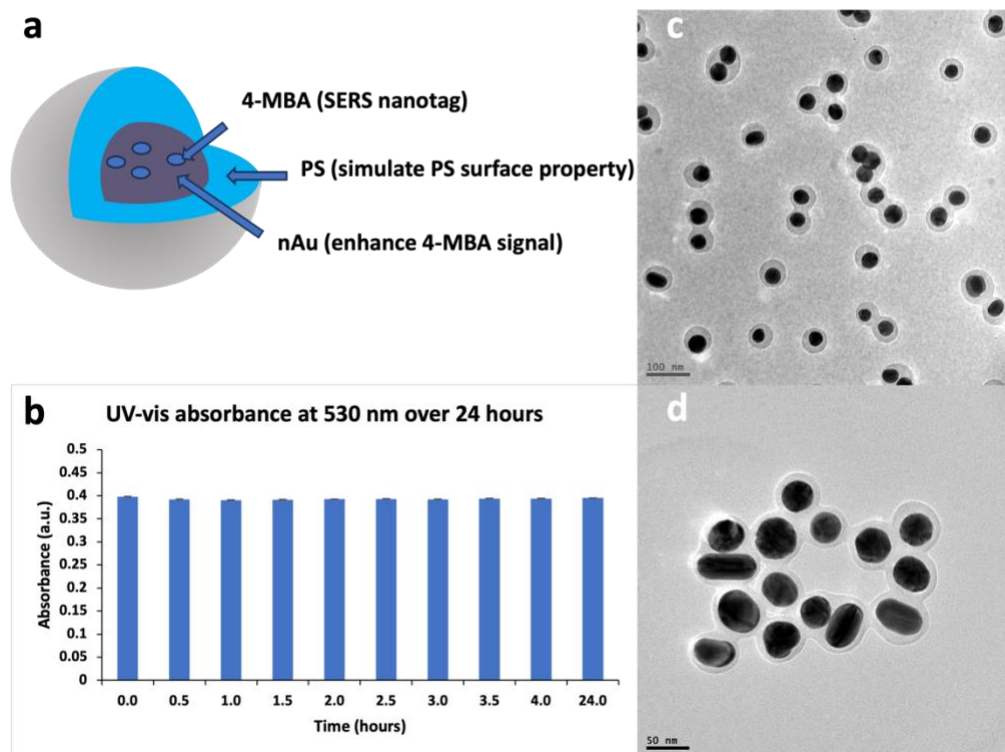 a
4-MBA (SERS nanotag)
PS (simulate PS surface property)
nAu (enhance 4-MBA signal)
b
UV-vis absorbance at 530 nm over 24 hours
Absorbance (a.u.)
0.5
0.45
0.4
0.35
0.3
0.25
0.2
0.15
0.1
0.05
0
0.0 0.5 1.0 1.5 2.0 2.5 3.0 3.5 4.0 24.0
Time (hours)
c
100 nm
d
50 nm